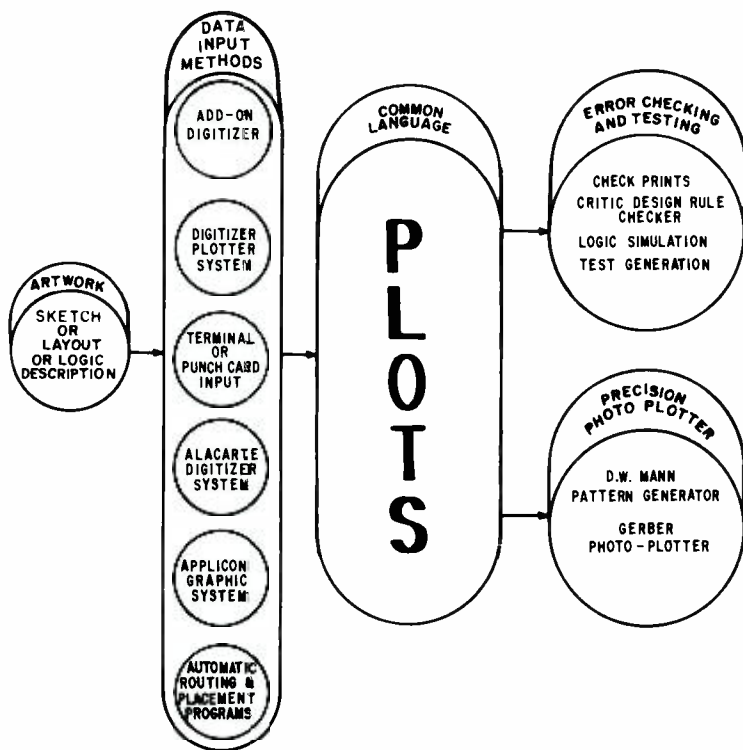 DATA
INPUT
METHODS
ADD-ON
DIGITIZER
DIGITIZER
PLOTTER
SYSTEM
TERMINAL
OR
PUNCH CARD
INPUT
ALACARTE
DIGITIZER
SYSTEM
APPLICON
GRAPHIC
SYSTEM
AUTOMATIC
ROUTING &
PLACEMENT
PROGRAMS
ARTWORK
SKETCH
OR
LAYOUT
OR LOGIC
DESCRIPTION
COMMON
LANGUAGE
PLOTS
ERROR CHECKING
AND TESTING
CHECK PRINTS
CRITIC DESIGN RULE
CHECKER
LOGIC SIMULATION
TEST GENERATION
PRECISION
PHOTO PLOTTER
D.W. MANN
PATTERN GENERATOR
GERBER
PHOTO-PLOTTER